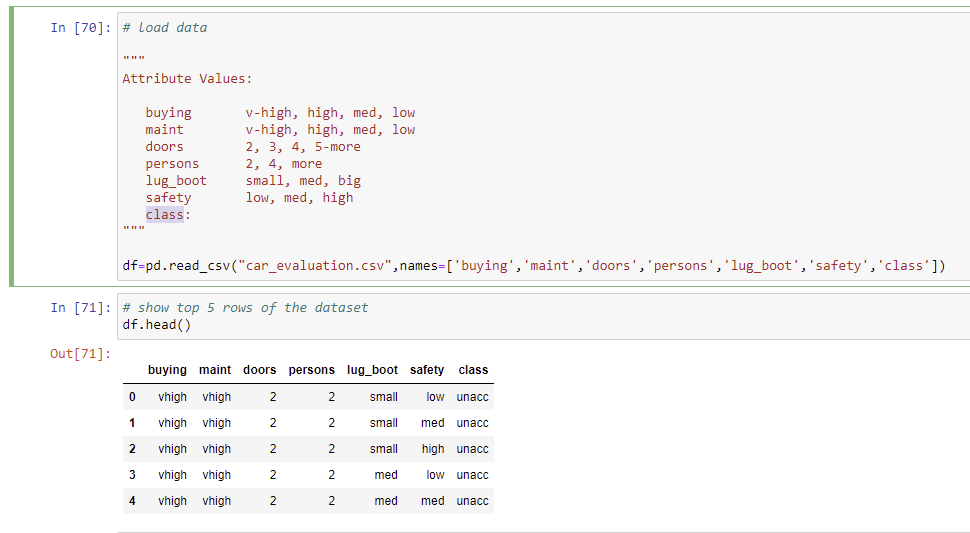 In [70]: # load data
"""
Attribute Values:
buying v-high, high, med, low
maint v-high, high, med, low
doors 2, 3, 4, 5-more
persons 2, 4, more
lug_boot small, med, big
safety low, med, high
class:
"""
df=pd.read_csv("car_evaluation.csv",names=['buying','maint','doors','persons','lug_boot','safety','class'])
In [71]: # show top 5 rows of the dataset
df.head()
Out[71]:
buying maint doors persons lug_boot safety class
0 vhigh vhigh 2 2 small low unacc
1 vhigh vhigh 2 2 small med unacc
2 vhigh vhigh 2 2 small high unacc
3 vhigh vhigh 2 2 med low unacc
4 vhigh vhigh 2 2 med med unacc